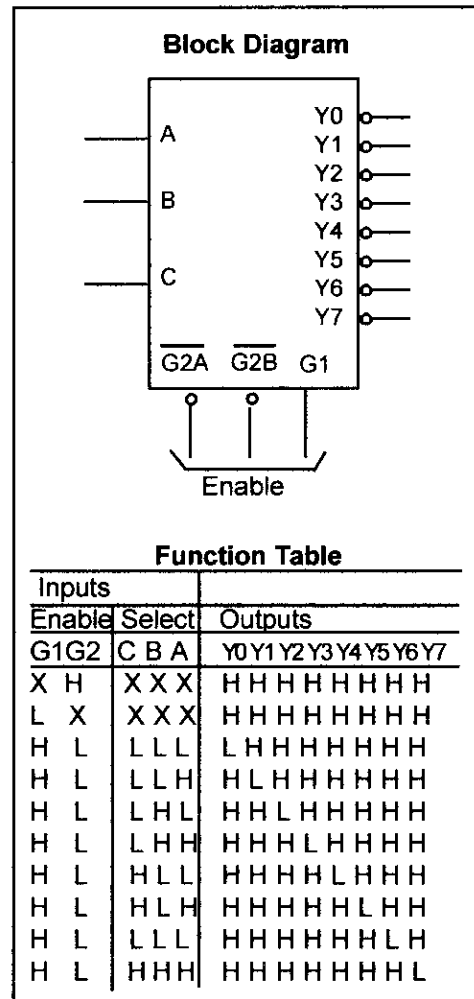 Block Diagram
Y0
Y1
A
Y2
B
Y3
Y4
Y5
C
Y6
Y7
G2A G2B G1
Enable
Function Table
Inputs
Enable Select Outputs
G1G2 C B A Y0Y1Y2Y3Y4Y5Y6Y7
X H X X X H H H H H H H H
L X X X X H H H H H H H H
H L L L L L H H H H H H H
H L L L H H L H H H H H H
H L L H L H H L H H H H H
H L L H H H H H L H H H H
H L H L L H H H H L H H H
H L H L H H H H H H L H H
H L L L L H H H H H H L H
H L H H H H H H H H H H L